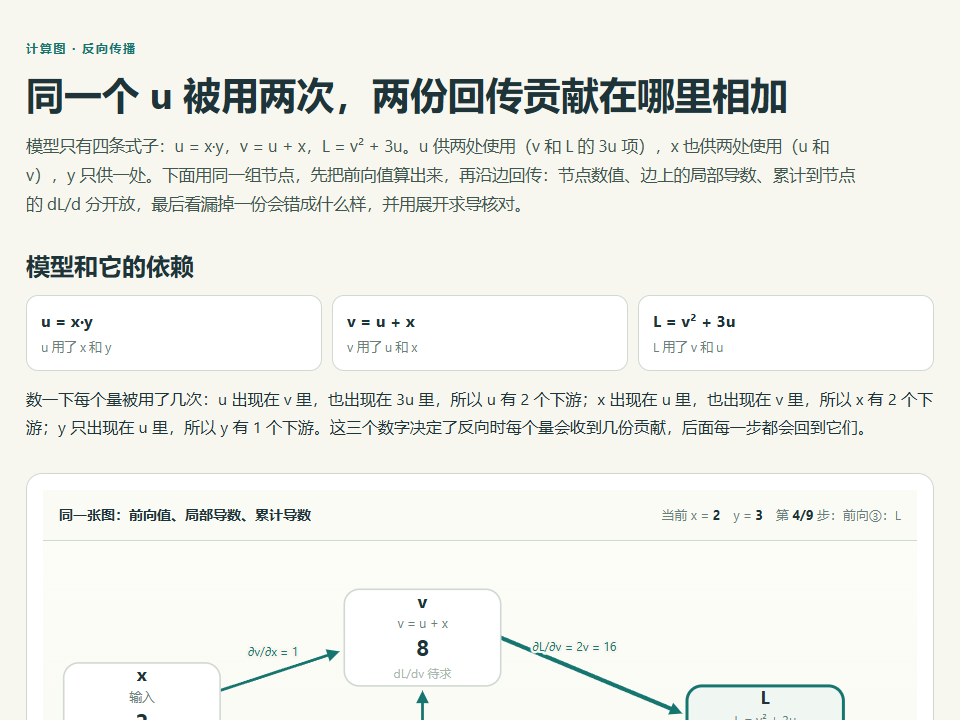 计算图 · 反向传播
同一个 u 被用两次，两份回传贡献在哪里相加
模型只有四条式子：u = x·y，v = u + x，L = v² + 3u。u 供两处使用（v 和 L 的 3u 项），x 也供两处使用（u 和
v），y 只供一处。下面用同一组节点，先把前向值算出来，再沿边回传：节点数值、边上的局部导数、累计到节点
的 dL/d 分开放，最后看漏掉一份会错成什么样，并用展开求导核对。
模型和它的依赖
u = x·y
u 用了 x 和 y
v = u + x
v 用了 u 和 x
L = v² + 3u
L 用了 v 和 u
数一下每个量被用了几次：u 出现在 v 里，也出现在 3u 里，所以 u 有 2 个下游；x 出现在 u 里，也出现在 v 里，所以 x 有 2 个下
游；y 只出现在 u 里，所以 y 有 1 个下游。这三个数字决定了反向时每个量会收到几份贡献，后面每一步都会回到它们。
同一张图：前向值、局部导数、累计导数
当前 x = 2 y = 3 第 4/9 步：前向③：L
v
v = u + x
8
dL/dv 待求
∂v/∂x = 1
∂L/∂v = 2v = 16
x
输入
2
L
L = v² + 3u